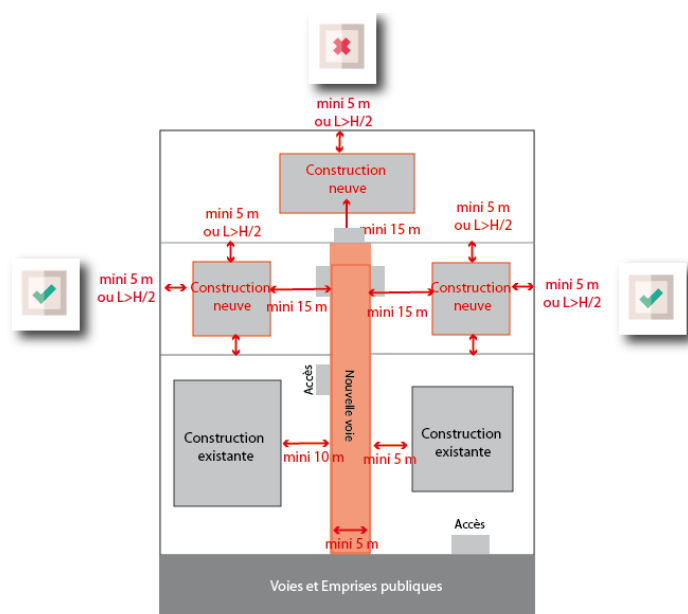 mini 5 m
ou L>H/2
Construction
neuve
mini 15 m
mini 5 m
ou L>H/2
mini 5 m
ou L>H/2
mini 5 m
ou L>H/2
Construction
neuve
mini 15 m
mini 15 m
Construction
neuve
mini 5 m
ou L>H/2
Accès
Nouvelle voie
Construction
existante
mini 10 m
mini 5 m
Construction
existante
mini 5 m
Accès
Voies et Emprises publiques